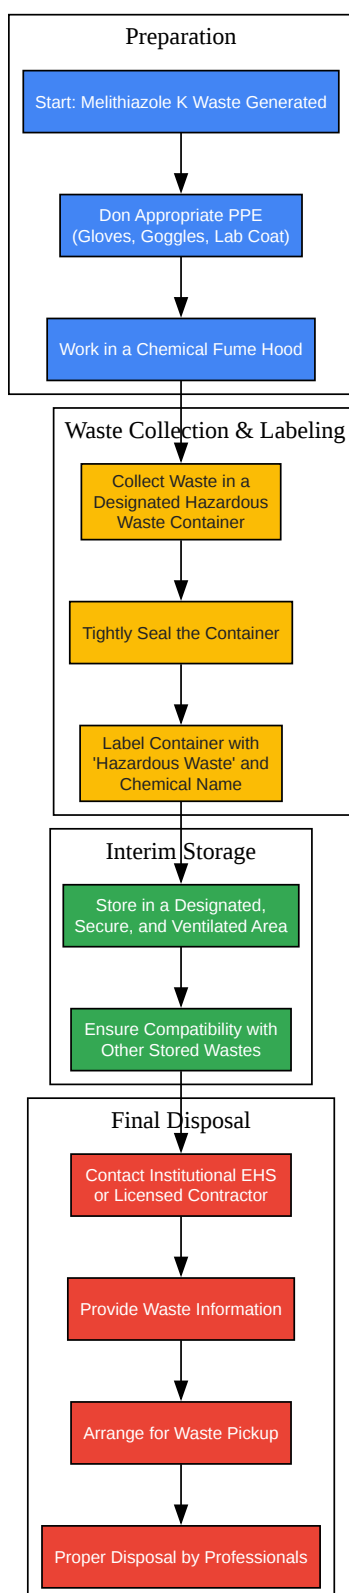 Preparation
Start: Melithiazole K Waste Generated
Don Appropriate PPE
(Gloves, Goggles, Lab Coat)
Work in a Chemical Fume Hood
Waste Collection & Labeling
Collect Waste in a
Designated Hazardous
Waste Container
Tightly Seal the Container
Label Container with
'Hazardous Waste' and
Chemical Name
Interim Storage
Store in a Designated,
Secure, and Ventilated Area
Ensure Compatibility with
Other Stored Wastes
Final Disposal
Contact Institutional EHS
or Licensed Contractor
Provide Waste Information
Arrange for Waste Pickup
Proper Disposal by Professionals